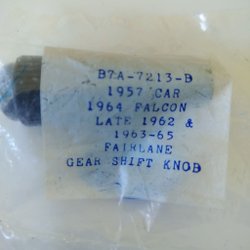 B7A-7213-B
1957 CAR
1964 FALCON
LATE 1962 &
1963-65
FAIRLANE
GEAR SHIFT KNOB